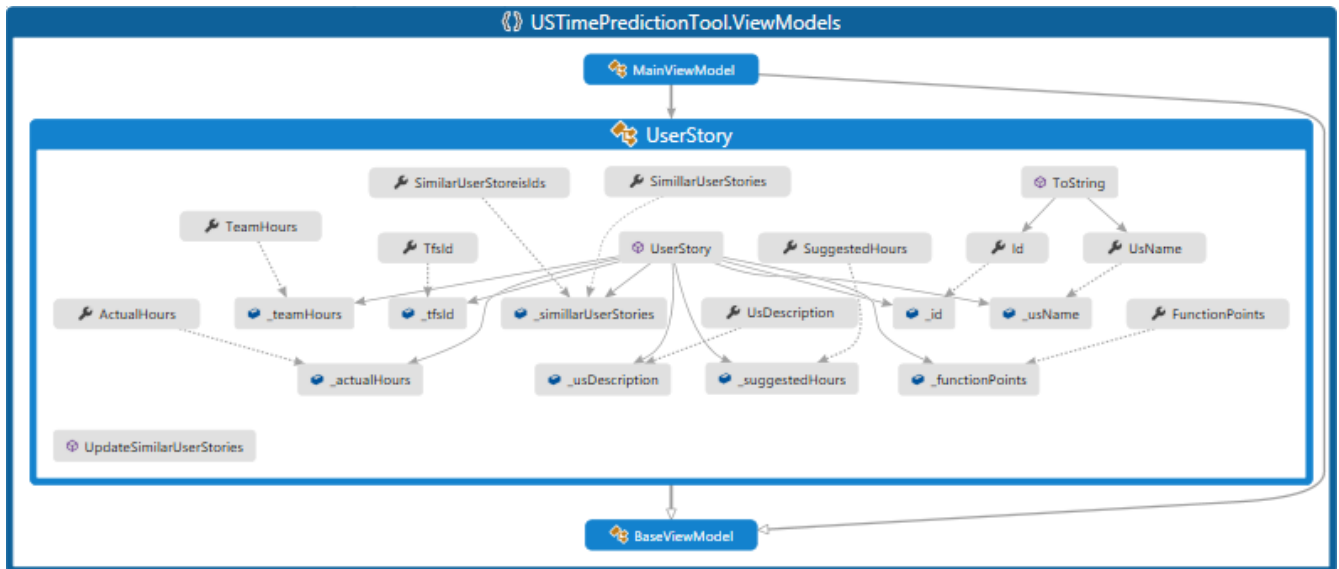 USTimePredictionTool.ViewModels
MainViewModel
UserStory
SimilarUserStoreisIds
SimillarUserStories
ToString
TeamHours
TfsId
UserStory
SuggestedHours
Id
UsName
ActualHours
_teamHours
_tfsId
_simillarUserStories
UsDescription
_id
_usName
FunctionPoints
_actualHours
_usDescription
_suggestedHours
_functionPoints
UpdateSimilarUserStories
BaseViewModel